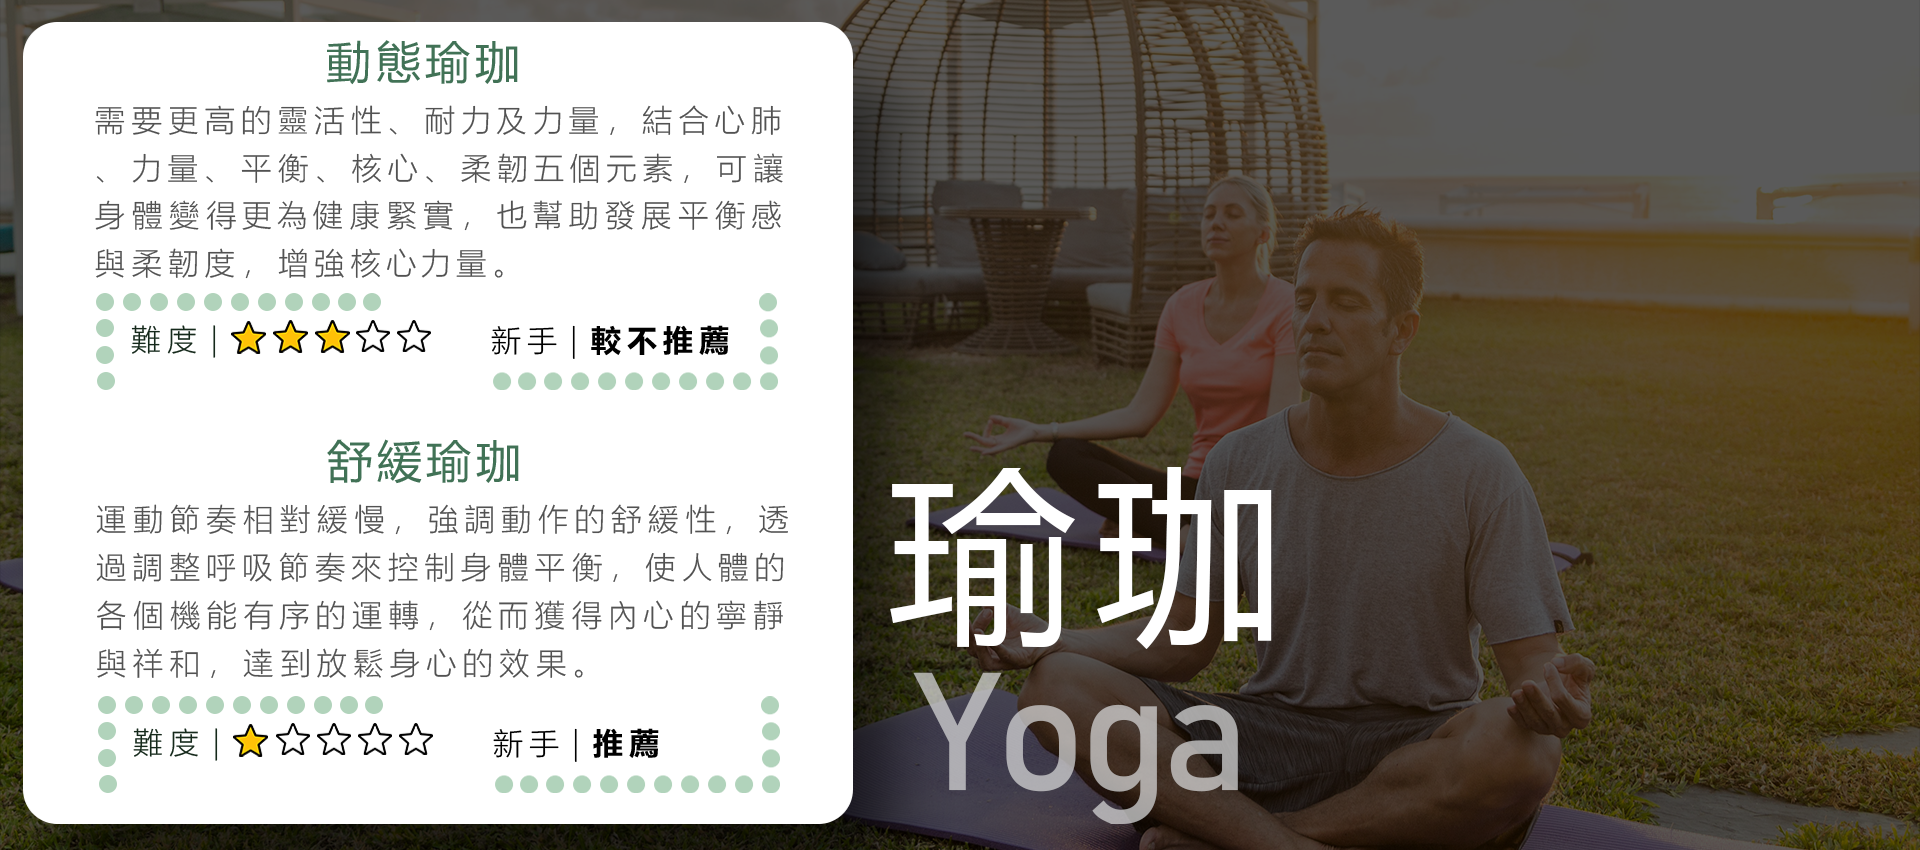 動態瑜珈
需要更高的靈活性、耐力及力量，結合心肺
、力量、平衡、核心、柔韌五個元素，可讓
身體變得更為健康緊實，也幫助發展平衡感
與柔韌度，增強核心力量。
難度｜ 新手｜較不推薦
舒緩瑜珈
運動節奏相對緩慢，強調動作的舒緩性，透
過調整呼吸節奏來控制身體平衡，使人體的
各個機能有序的運轉，從而獲得內心的寧靜
與祥和，達到放鬆身心的效果。
難度｜ 新手｜推薦
瑜珈
Yoga